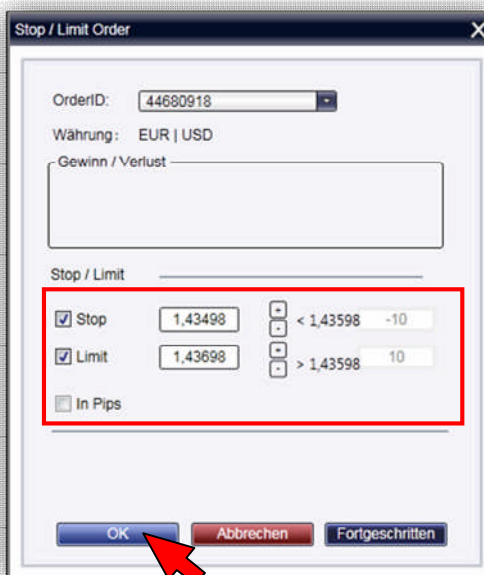 Stop / Limit Order X
OrderID: 44680918
Währung: EUR | USD
Gewinn / Verlust
Stop / Limit
Stop 1,43498 + - < 1,43598 -10
Limit 1,43698 + - > 1,43598 10
In Pips
OK Abbrechen Fortgeschritten